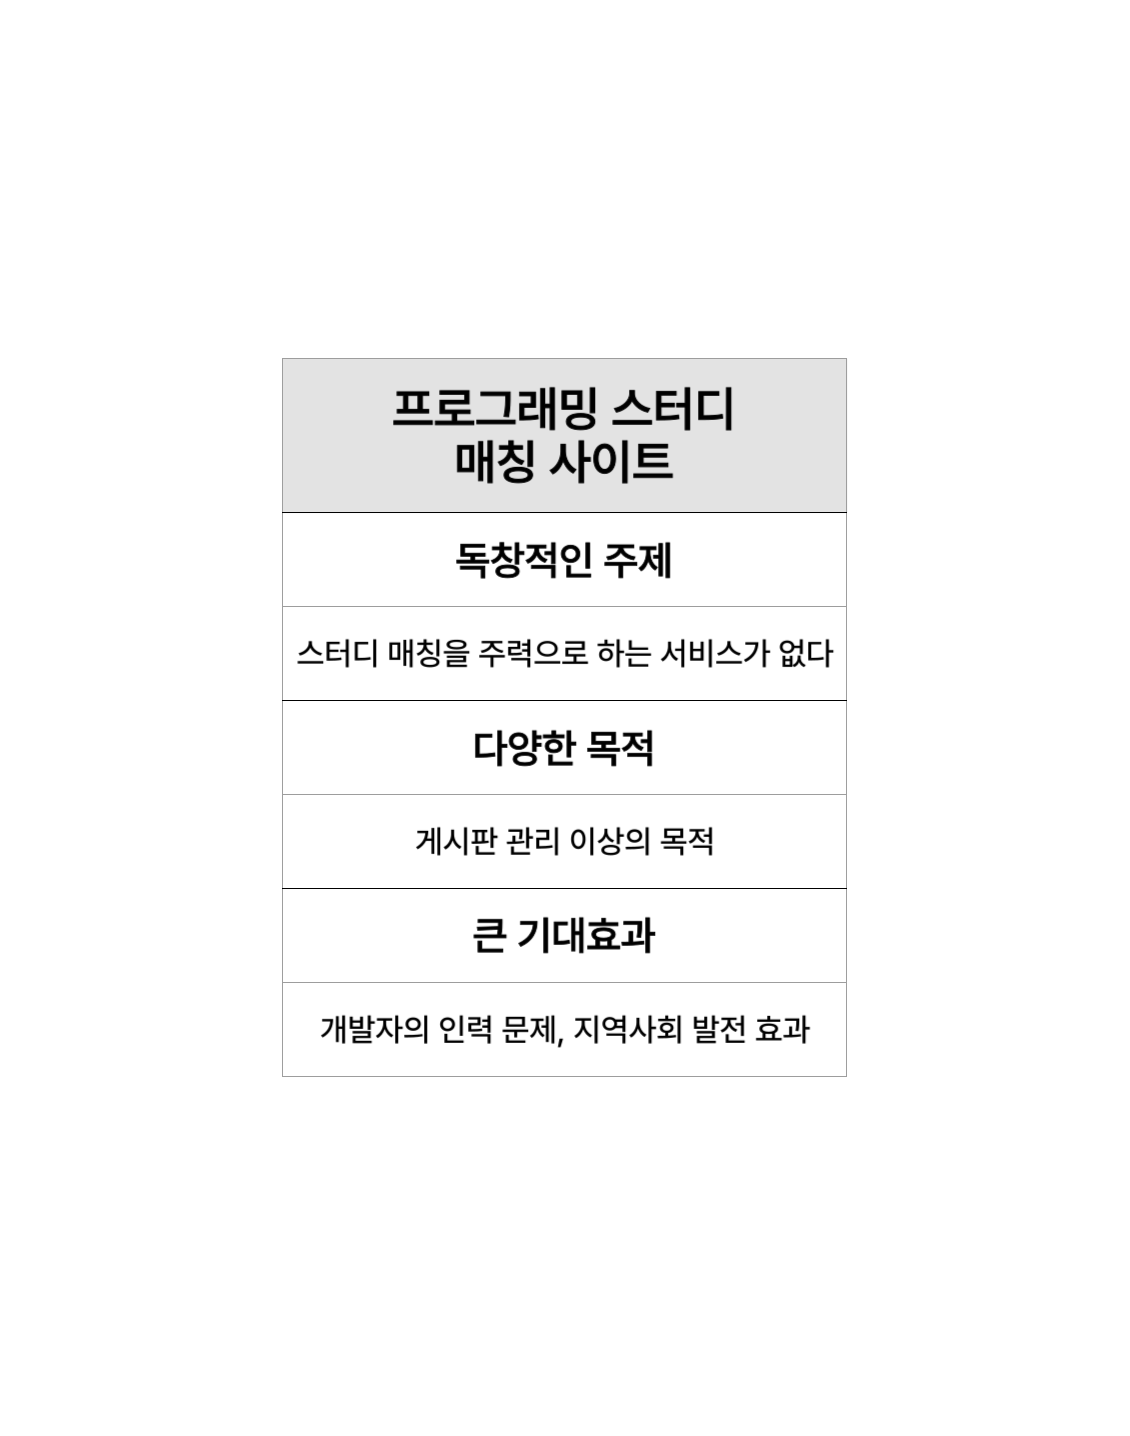 프로그래밍 스터디
매칭 사이트
독창적인 주제
스터디 매칭을 주력으로 하는 서비스가 없다
다양한 목적
게시판 관리 이상의 목적
큰 기대효과
개발자의 인력 문제, 지역사회 발전 효과